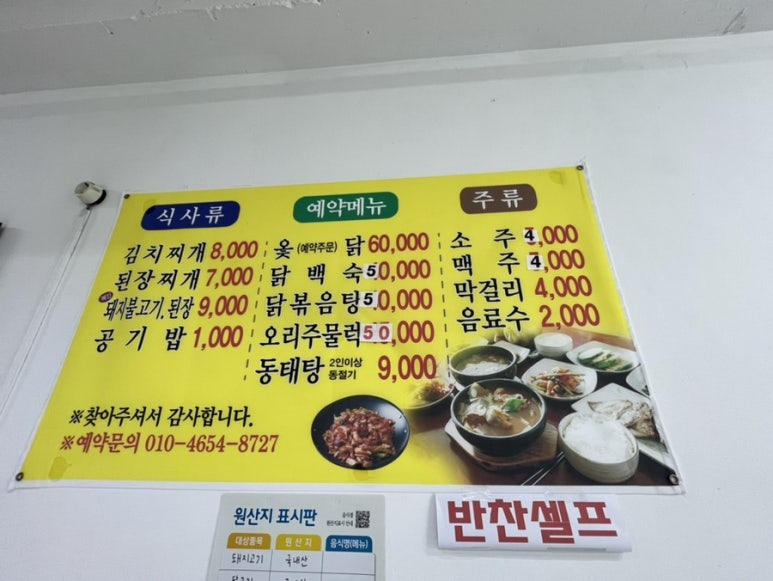 식사류
김치찌개 8,000
된장찌개 7,000
돼지불고기, 된장 9,000
공기밥 1,000
예약메뉴
옻(예약주문)닭 60,000
닭백숙 50,000
닭볶음탕 50,000
오리주물럭 50,000
동태탕 2인이상 동절기 9,000
주류
소주 4,000
맥주 4,000
막걸리 4,000
음료수 2,000
※찾아주셔서 감사합니다.
※예약문의 010-4654-8727
원산지 표시판
대상품목 원산지 음식명(메뉴)
돼지고기 국내산
반찬셀프